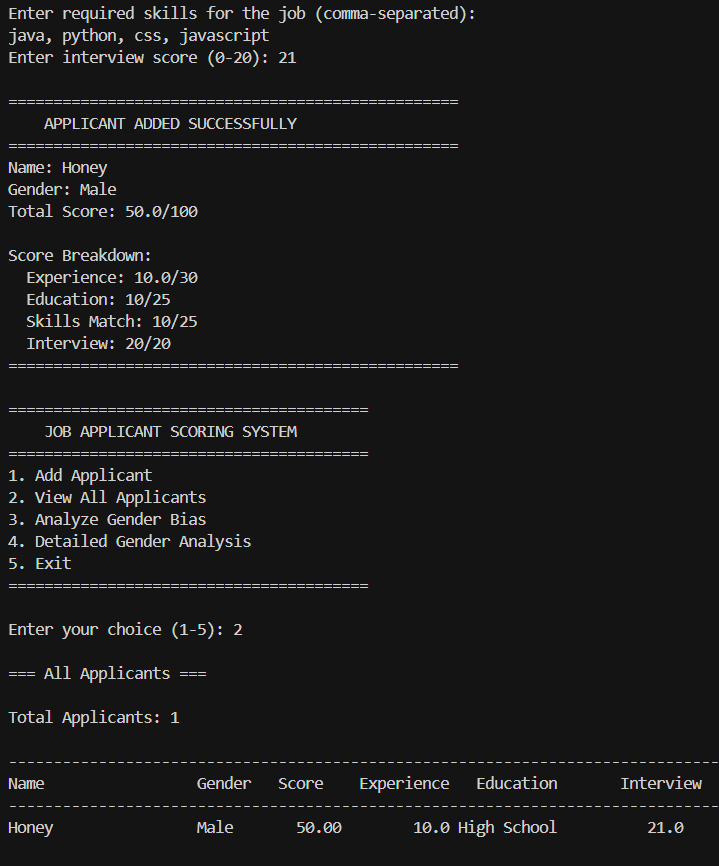 Enter required skills for the job (comma-separated):
java, python, css, javascript
Enter interview score (0-20): 21
==================================================
APPLICANT ADDED SUCCESSFULLY
==================================================
Name: Honey
Gender: Male
Total Score: 50.0/100
Score Breakdown:
Experience: 10.0/30
Education: 10/25
Skills Match: 10/25
Interview: 20/20
==================================================
========================================
JOB APPLICANT SCORING SYSTEM
========================================
1. Add Applicant
2. View All Applicants
3. Analyze Gender Bias
4. Detailed Gender Analysis
5. Exit
========================================
Enter your choice (1-5): 2
=== All Applicants ===
Total Applicants: 1
-------------------------------------------------------------------------------
Name Gender Score Experience Education Interview
-------------------------------------------------------------------------------
Honey Male 50.00 10.0 High School 21.0